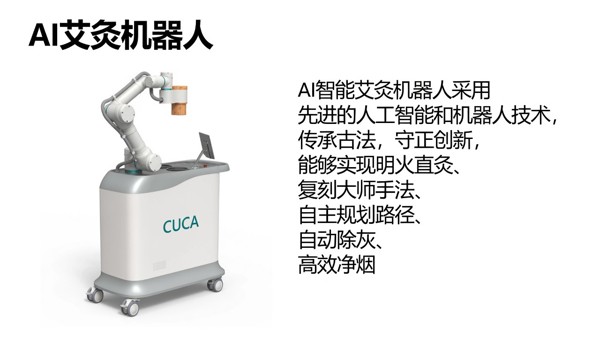 AI艾灸机器人
AI智能艾灸机器人采用
先进的人工智能和机器人技术，
传承古法，守正创新，
能够实现明火直灸、
复刻大师手法、
自主规划路径、
自动除灰、
高效净烟
CUCA